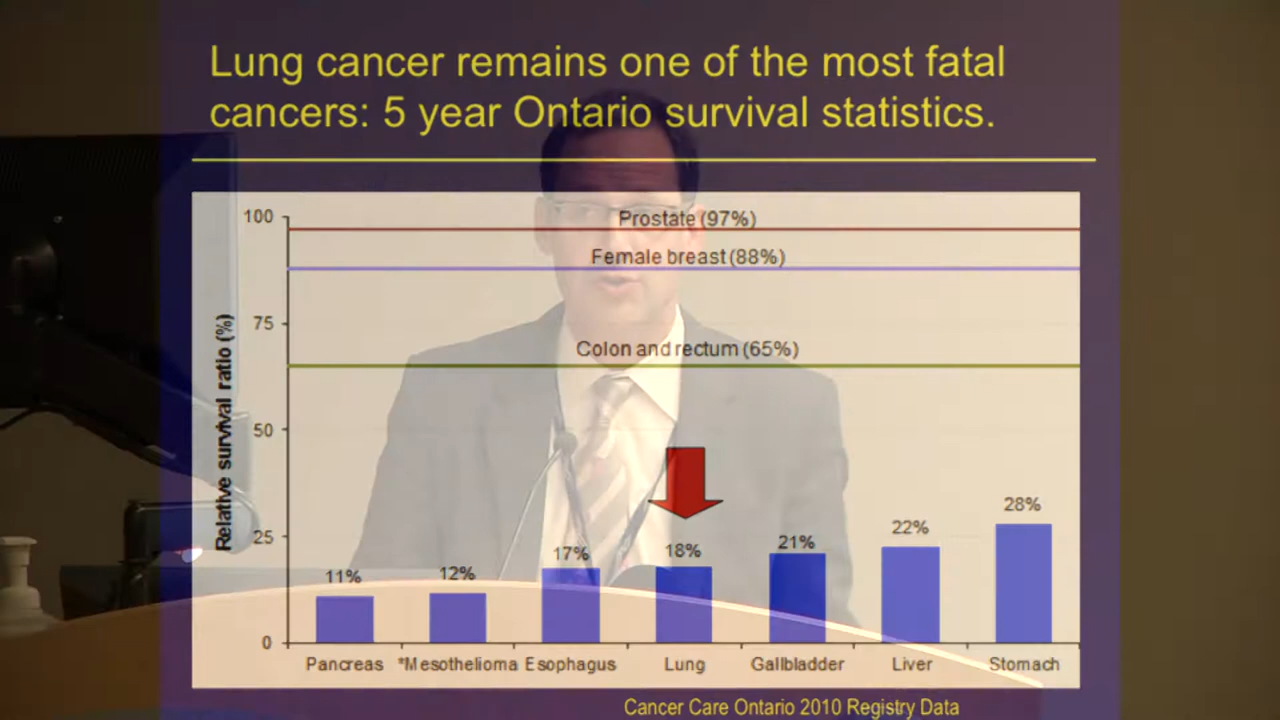 Lung cancer remains one of the most fatal
cancers: 5 year Ontario survival statistics.
Relative survival ratio (%)
100
75
50
25
0
Prostate (97%)
Female breast (88%)
Colon and rectum (65%)
11%
12%
17%
18%
21%
22%
28%
Pancreas
*Mesothelioma
Esophagus
Lung
Gallbladder
Liver
Stomach
Cancer Care Ontario 2010 Registry Data